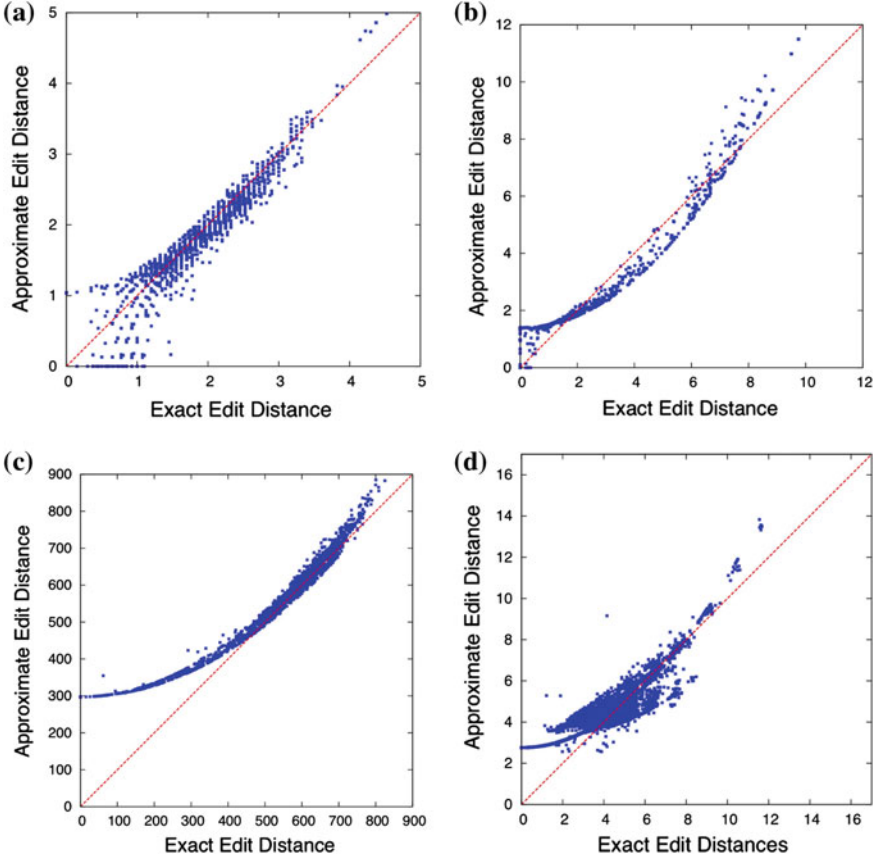 (a)
5
4
3
2
1
0
Approximate Edit Distance
0 1 2 3 4 5
Exact Edit Distance
(b)
12
10
8
6
4
2
0
Approximate Edit Distance
0 2 4 6 8 10 12
Exact Edit Distance
(c)
900
800
700
600
500
400
300
200
100
0
Approximate Edit Distance
0 100 200 300 400 500 600 700 800 900
Exact Edit Distance
(d)
16
14
12
10
8
6
4
2
0
Approximate Edit Distance
0 2 4 6 8 10 12 14 16
Exact Edit Distances